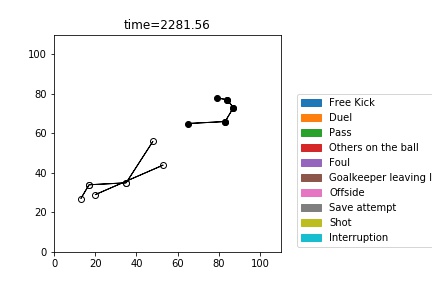 time=2281.56
100
80
60
40
20
0
0 20 40 60 80 100
Free Kick
Duel
Pass
Others on the ball
Foul
Goalkeeper leaving
Offside
Save attempt
Shot
Interruption